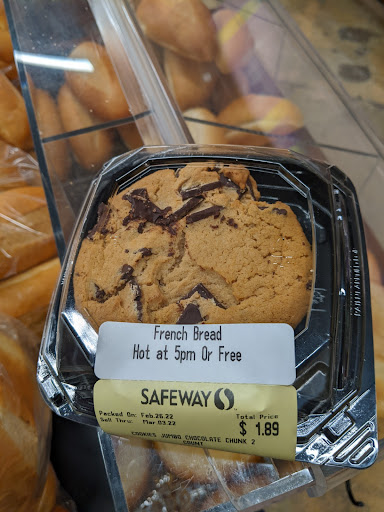 French Bread
Hot at 5pm Or Free
SAFEWAY
Packed On: Feb.26.22
Total Price
Sell Thru: Mar 03.22
$ 1.89
COOKIES JUMBO CHOCOLATE CHUNK 2
COUNT